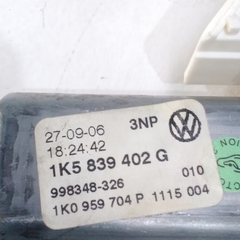 27-09-06 3NP
18:24:42
1K5 839 402 G
998348-326 010
1K0 959 704 P 1115 004